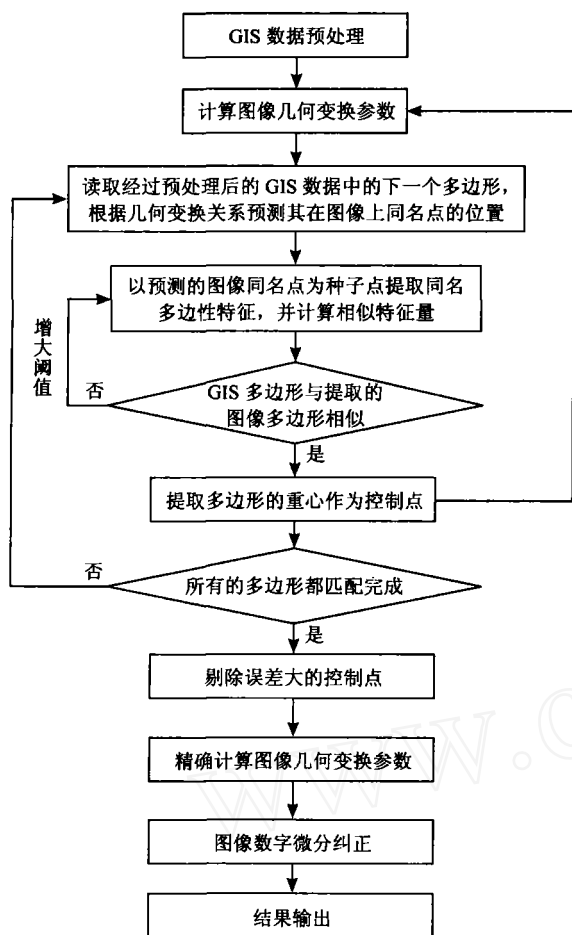 GIS 数据预处理
计算图像几何变换参数
读取经过预处理后的 GIS 数据中的下一个多边形,
根据几何变换关系预测其在图像上同名点的位置
以预测的图像同名点为种子点提取同名
多边性特征，并计算相似特征量
增大阈值
否
GIS 多边形与提取的
图像多边形相似
是
提取多边形的重心作为控制点
否
所有的多边形都匹配完成
是
剔除误差大的控制点
精确计算图像几何变换参数
图像数字微分纠正
结果输出
www.c